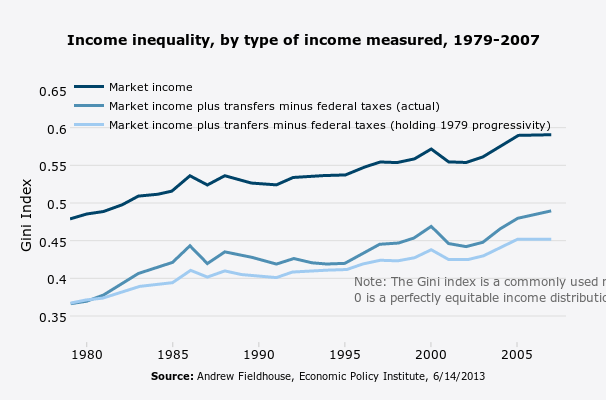 Income inequality, by type of income measured, 1979-2007
Market income
Market income plus transfers minus federal taxes (actual)
Market income plus tranfers minus federal taxes (holding 1979 progressivity)
Gini Index
0.65
0.6
0.55
0.5
0.45
0.4
0.35
Note: The Gini index is a commonly used
0 is a perfectly equitable income
1980
1985
1990
1995
2000
2005
Source: Andrew Fieldhouse, Economic Policy Institute, 6/14/2013